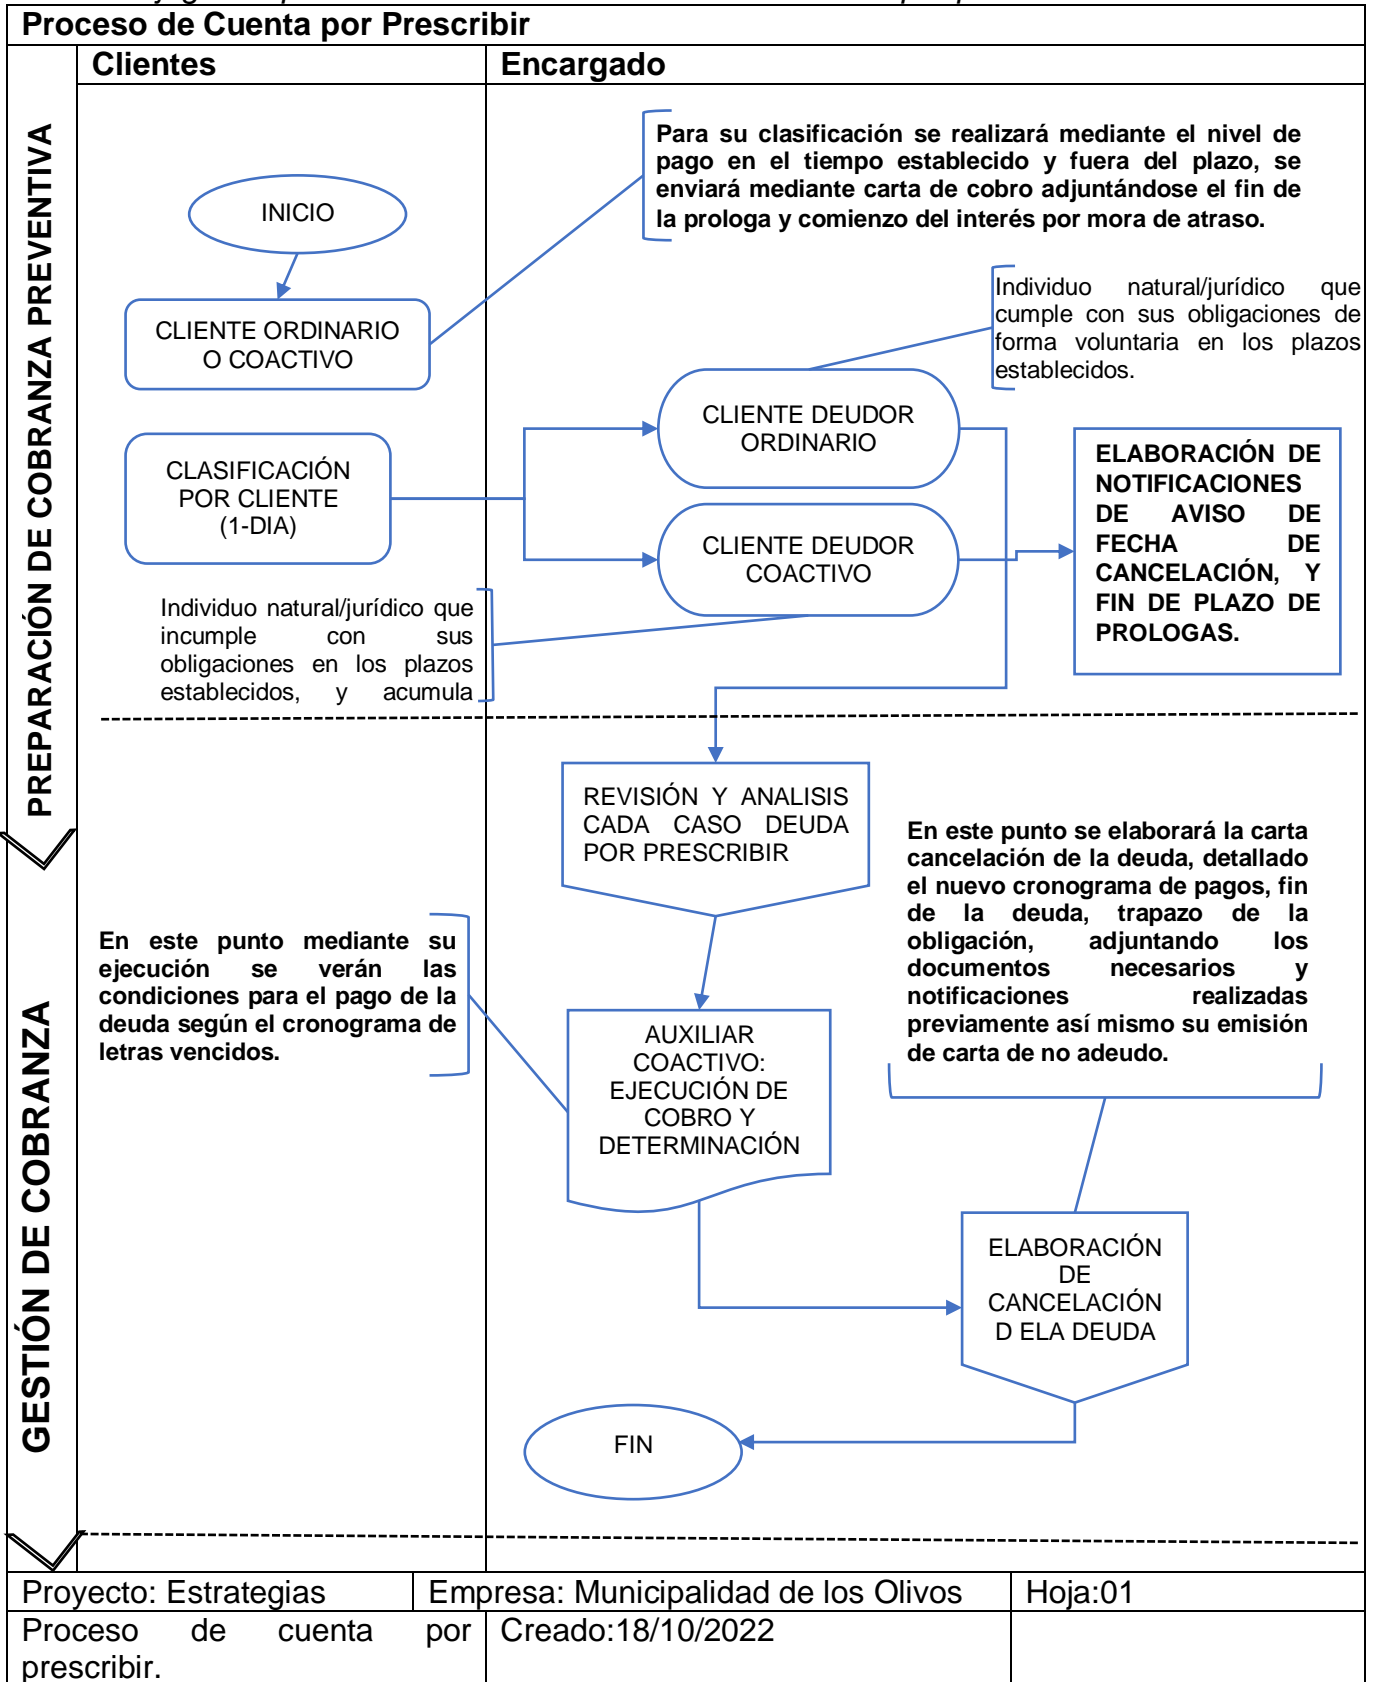 Proceso de Cuenta por Prescribir
Clientes
Encargado
PREPARACIÓN DE COBRANZA PREVENTIVA
Para su clasificación se realizará mediante el nivel de
pago en el tiempo establecido y fuera del plazo, se
enviará mediante carta de cobro adjuntándose el fin de
la prologa y comienzo del interés por mora de atraso.
INICIO
CLIENTE ORDINARIO
O COACTIVO
Individuo natural/jurídico que
cumple con sus obligaciones de
forma voluntaria en los plazos
establecidos.
CLIENTE DEUDOR
ORDINARIO
CLASIFICACIÓN
POR CLIENTE
(1-DIA)
CLIENTE DEUDOR
COACTIVO
ELABORACIÓN DE
NOTIFICACIONES
DE AVISO DE
FECHA DE
CANCELACIÓN, Y
FIN DE PLAZO DE
PROLOGAS.
Individuo natural/jurídico que
incumple con sus
obligaciones en los plazos
establecidos, y acumula
GESTIÓN DE COBRANZA
REVISIÓN Y ANALISIS
CADA CASO DEUDA
POR PRESCRIBIR
En este punto se elaborará la carta
cancelación de la deuda, detallado
el nuevo cronograma de pagos, fin
de la deuda, trapazo de la
obligación, adjuntando los
documentos necesarios y
notificaciones realizadas
previamente así mismo su emisión
de carta de no adeudo.
En este punto mediante su
ejecución se verán las
condiciones para el pago de la
deuda según el cronograma de
letras vencidos.
AUXILIAR
COACTIVO:
EJECUCIÓN DE
COBRO Y
DETERMINACIÓN
ELABORACIÓN
DE
CANCELACIÓN
D ELA DEUDA
FIN
Proyecto: Estrategias
Empresa: Municipalidad de los Olivos
Hoja:01
Proceso de cuenta por
prescribir.
Creado:18/10/2022